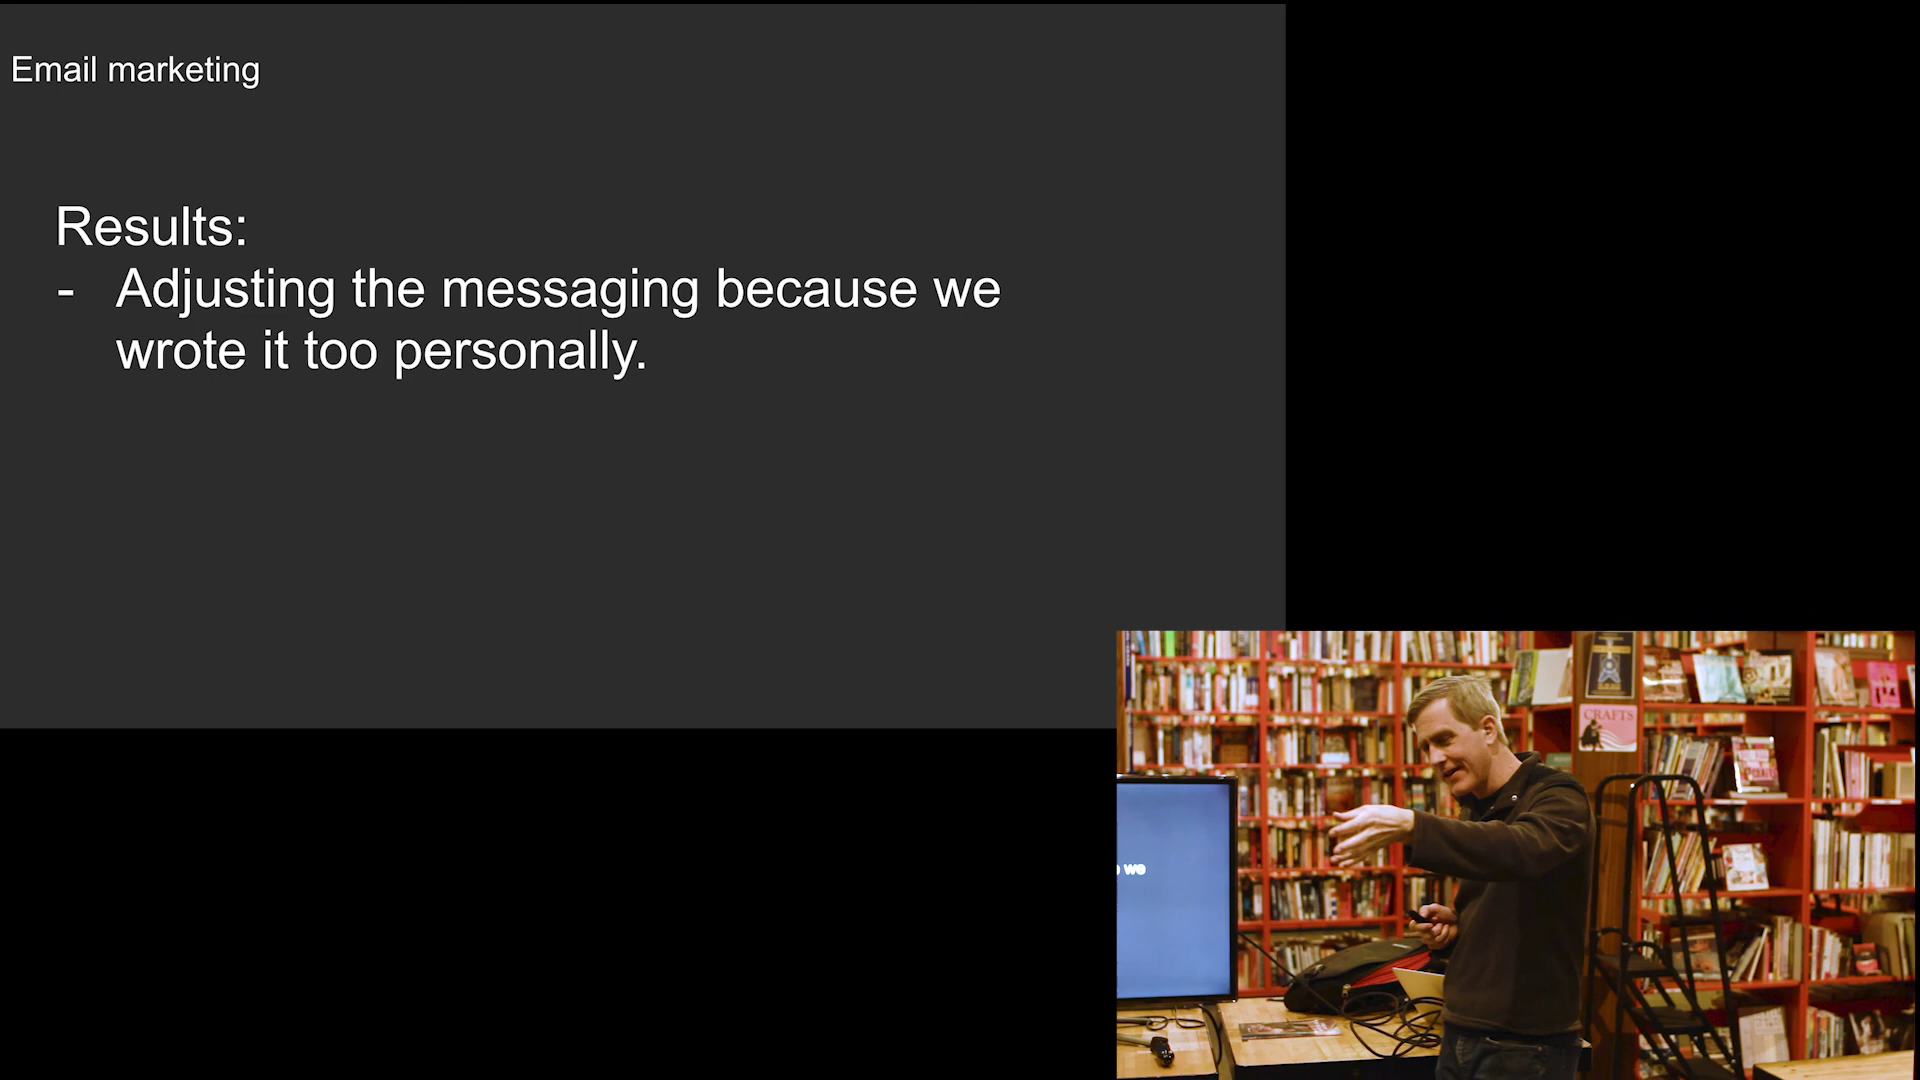 Email marketing
Results:
- Adjusting the messaging because we
wrote it too personally.
we
CRAFTS